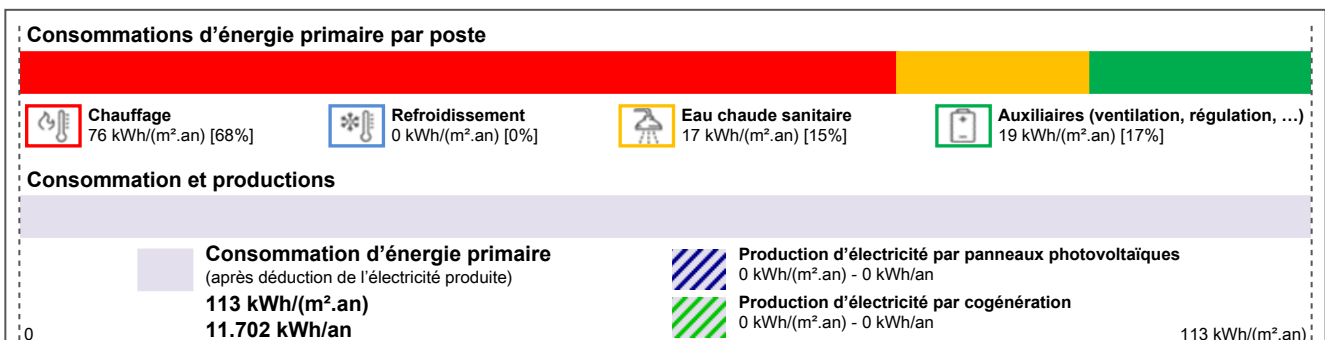 Consommations d’énergie primaire par poste
Chauffage
76 kWh/(m².an) [68%]
Refroidissement
0 kWh/(m².an) [0%]
Eau chaude sanitaire
17 kWh/(m².an) [15%]
Auxiliaires (ventilation, régulation, …)
19 kWh/(m².an) [17%]
Consommation et productions
Consommation d’énergie primaire
(après déduction de l’électricité produite)
113 kWh/(m².an)
11.702 kWh/an
Production d’électricité par panneaux photovoltaïques
0 kWh/(m².an) - 0 kWh/an
Production d’électricité par cogénération
0 kWh/(m².an) - 0 kWh/an
0
113 kWh/(m².an)